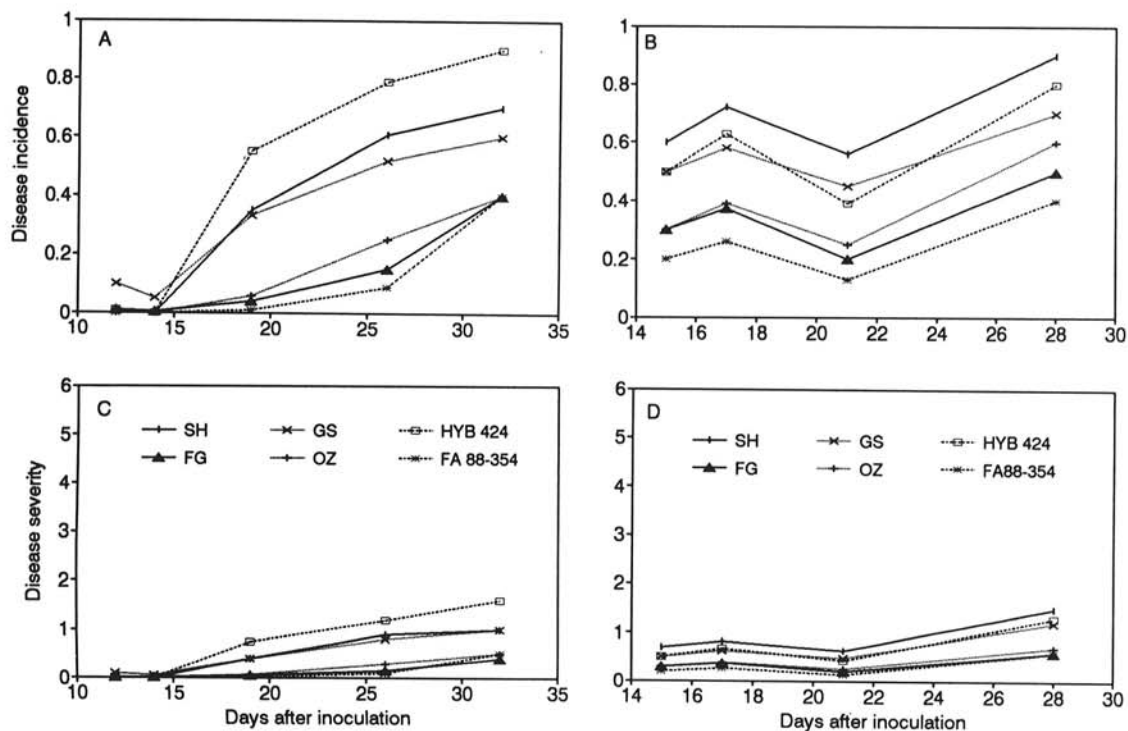 A
B
Disease incidence
1
0.8
0.6
0.4
0.2
0
10 15 20 25 30 35
1
0.8
0.6
0.4
0.2
0
14 16 18 20 22 24 26 28 30
C
SH GS HYB 424
FG OZ FA 88-354
Disease severity
6
5
4
3
2
1
0
10 15 20 25 30 35
Days after inoculation
D
SH GS HYB 424
FG OZ FA88-354
6
5
4
3
2
1
0
14 16 18 20 22 24 26 28 30
Days after inoculation